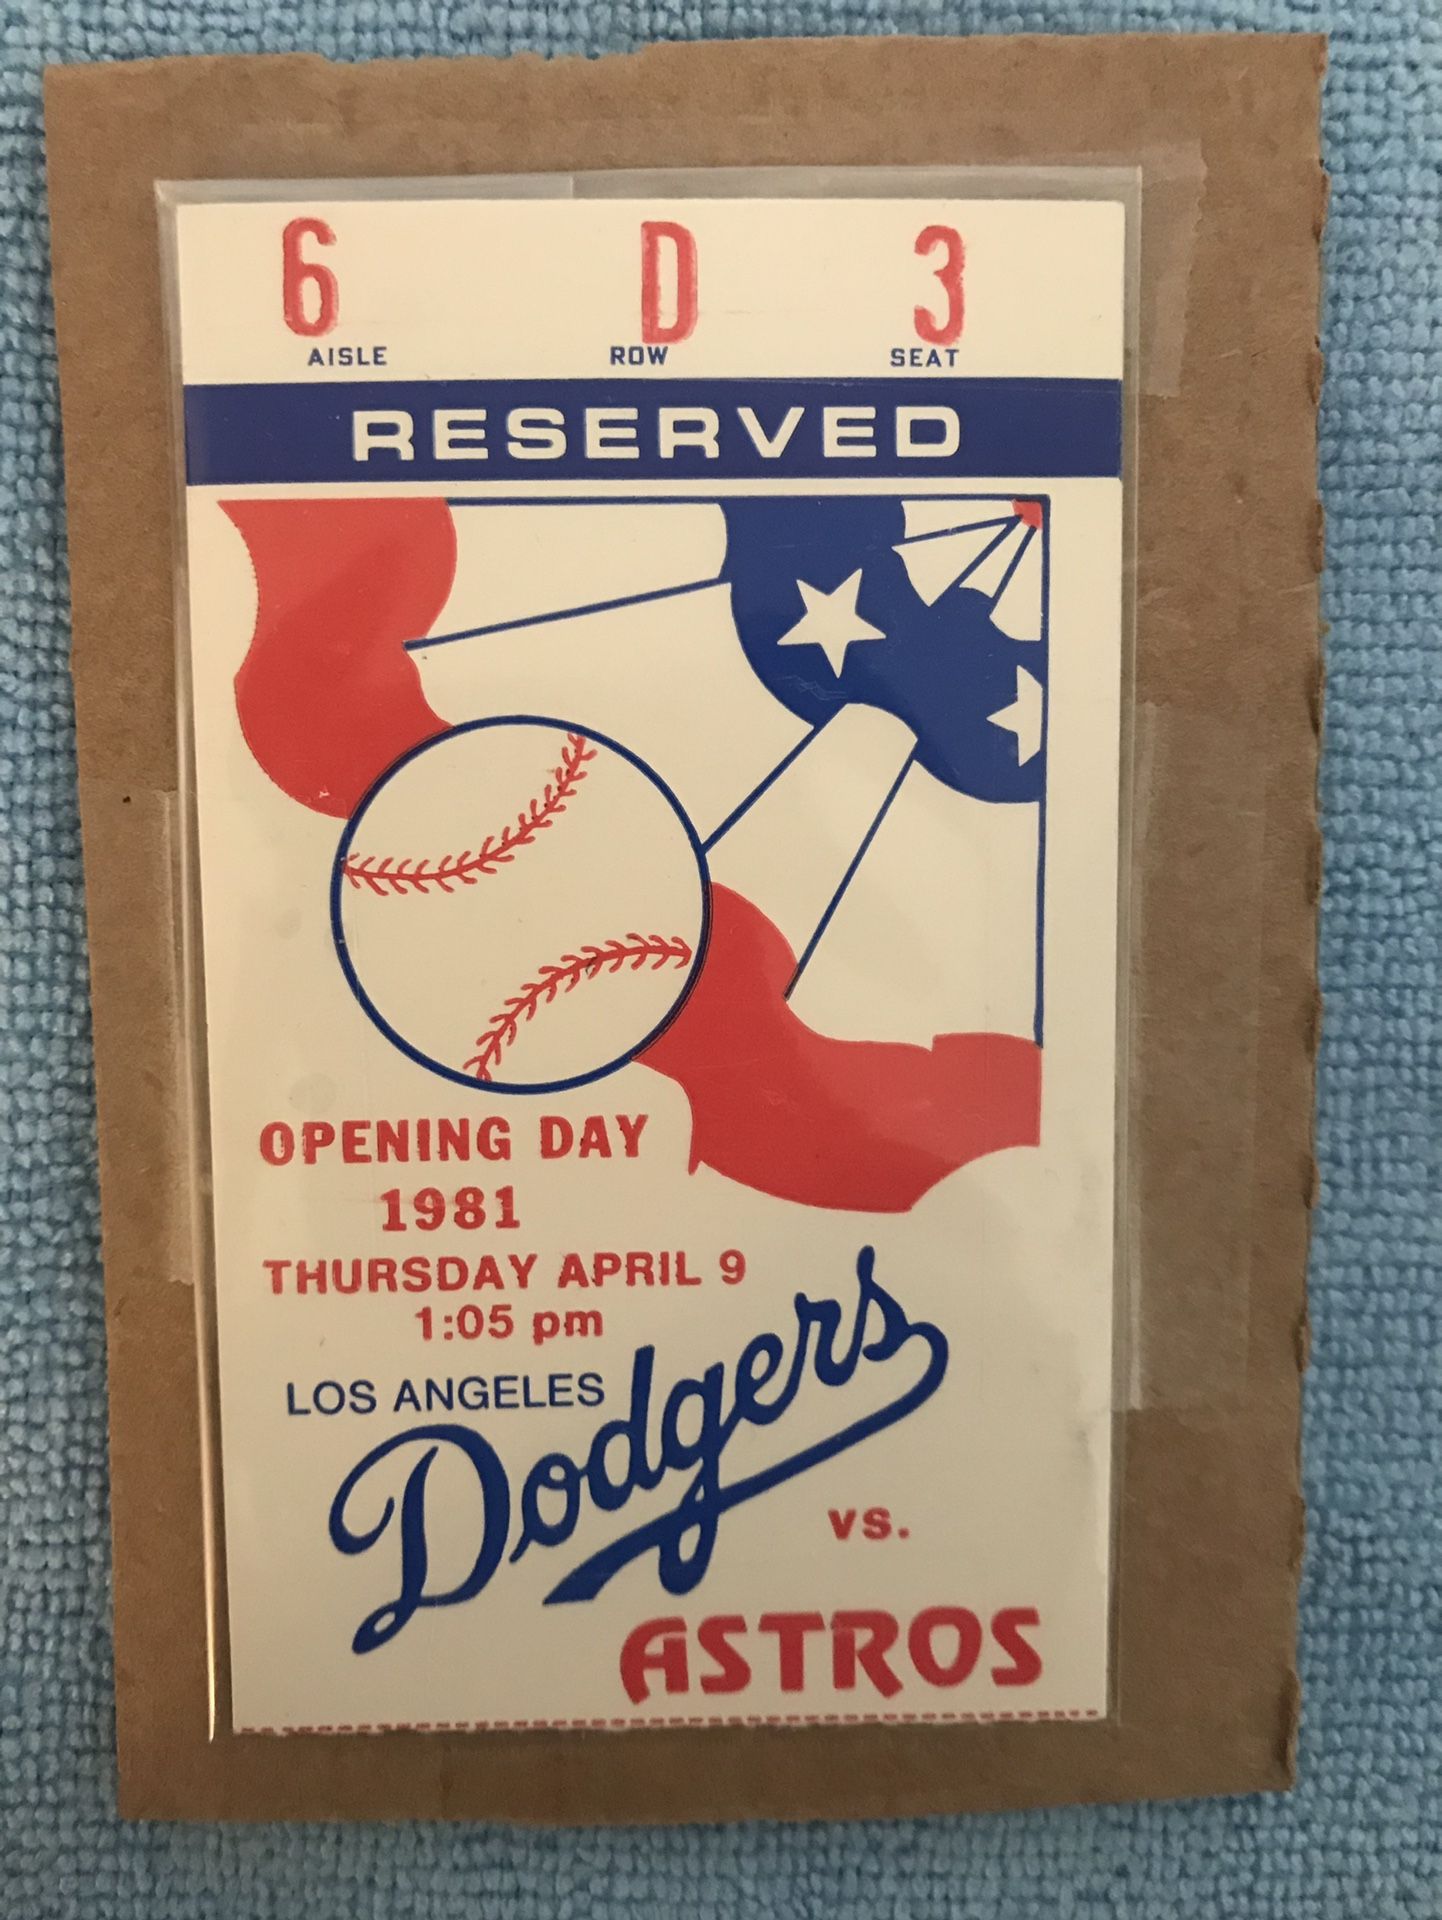 6 D 3
AISLE ROW SEAT
RESERVED
OPENING DAY
1981
THURSDAY APRIL 9
1:05 pm
LOS ANGELES
Dodgers
vs.
ASTROS